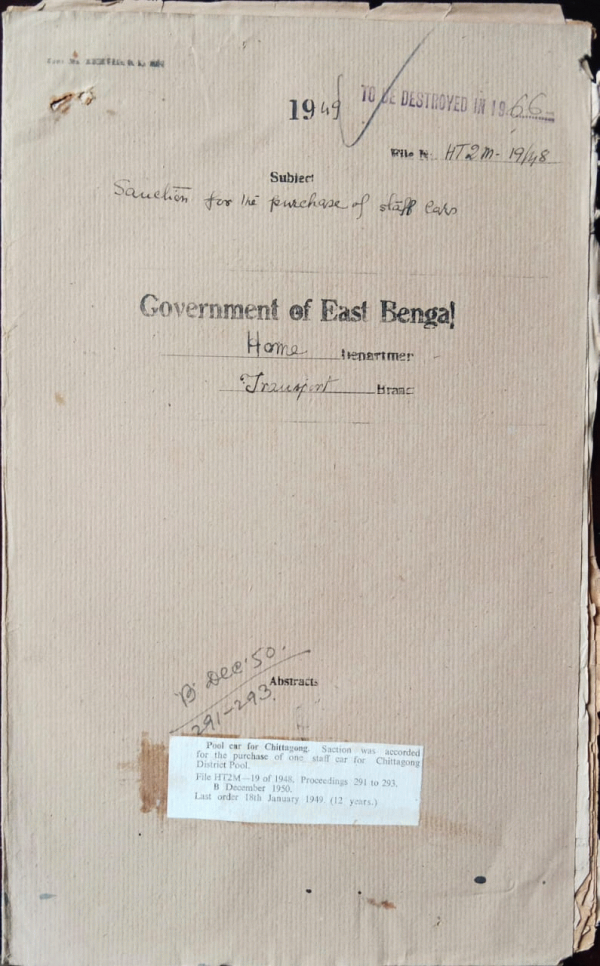 1949
TO BE DESTROYED IN 1966
File No HT2M-19/48
Subject
Sanction for the purchase of staff cars
Government of East Bengal
Home Departmen
Transport Branc
B. Dec. 50.
291-293.
Abstracts
Pool car for Chittagong. Saction was accorded
for the purchase of one staff car for Chittagong
District Pool.
File HT2M—19 of 1948, Proceedings 291 to 293.
B December 1950.
Last order 18th January 1949 (12 years.)